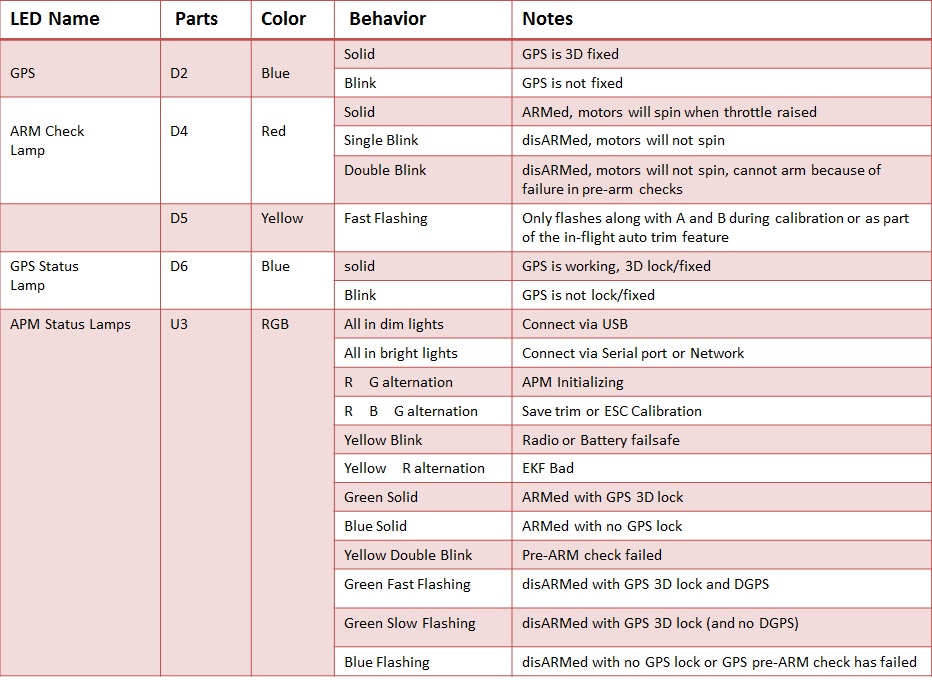 LED Name Parts Color Behavior Notes
GPS D2 Blue Solid GPS is 3D fixed
Blink GPS is not fixed
ARM Check Lamp D4 Red Solid ARMed, motors will spin when throttle raised
Single Blink disARMed, motors will not spin
Double Blink disARMed, motors will not spin, cannot arm because of
failure in pre-arm checks
D5 Yellow Fast Flashing Only flashes along with A and B during calibration or as part
of the in-flight auto trim feature
GPS Status Lamp D6 Blue solid GPS is working, 3D lock/fixed
Blink GPS is not lock/fixed
APM Status Lamps U3 RGB All in dim lights Connect via USB
All in bright lights Connect via Serial port or Network
R G alternation APM Initializing
R B G alternation Save trim or ESC Calibration
Yellow Blink Radio or Battery failsafe
Yellow R alternation EKF Bad
Green Solid ARMed with GPS 3D lock
Blue Solid ARMed with no GPS lock
Yellow Double Blink Pre-ARM check failed
Green Fast Flashing disARMed with GPS 3D lock and DGPS
Green Slow Flashing disARMed with GPS 3D lock (and no DGPS)
Blue Flashing disARMed with no GPS lock or GPS pre-ARM check has failed